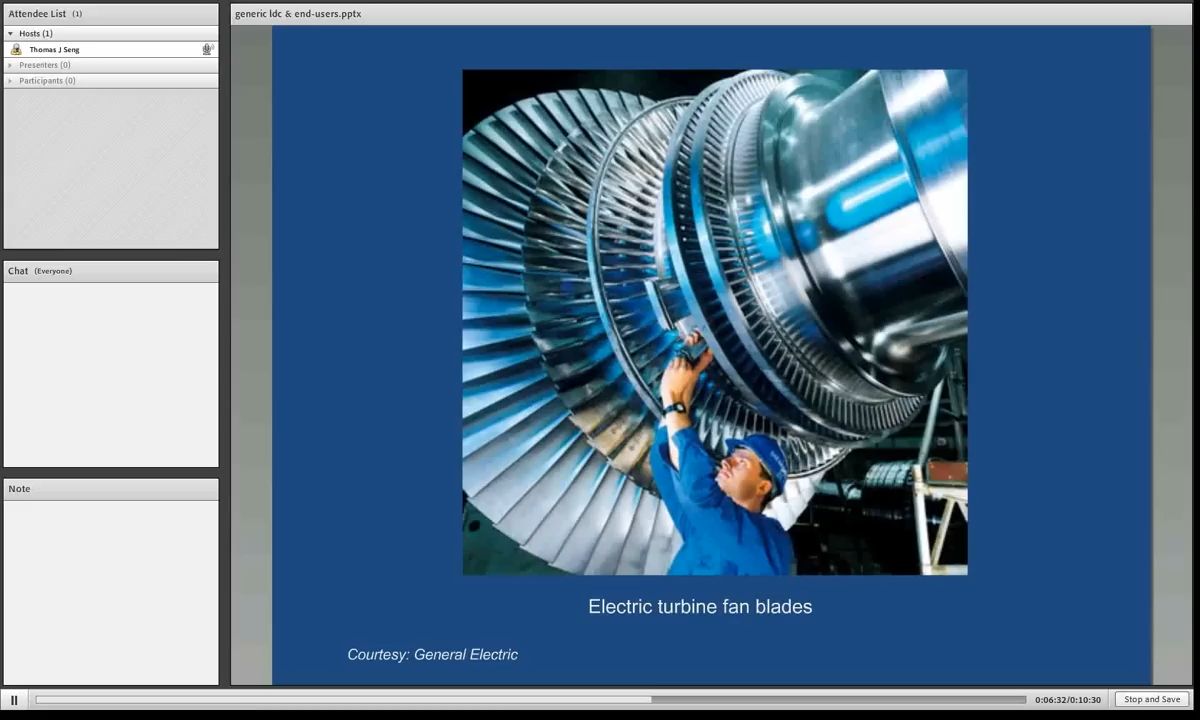 Attendee List (1)
Hosts (1)
Thomas J Seng
Presenters (0)
Participants (0)
Chat (Everyone)
Note
generic ldc & end-users.pptx
Electric turbine fan blades
Courtesy: General Electric
0:06:32/0:10:30
Stop and Save